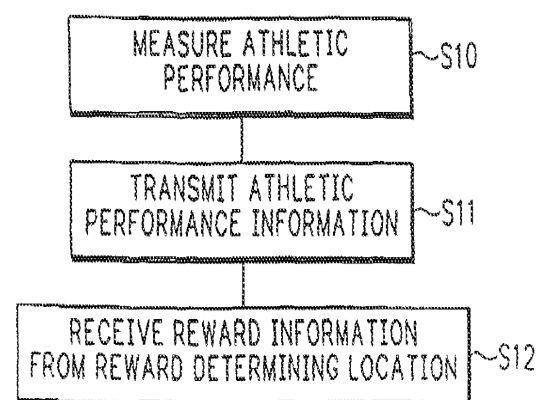 MEASURE ATHLETIC
PERFORMANCE
S10
TRANSMIT ATHLETIC
PERFORMANCE INFORMATION
S11
RECEIVE REWARD INFORMATION
FROM REWARD DETERMINING LOCATION
S12